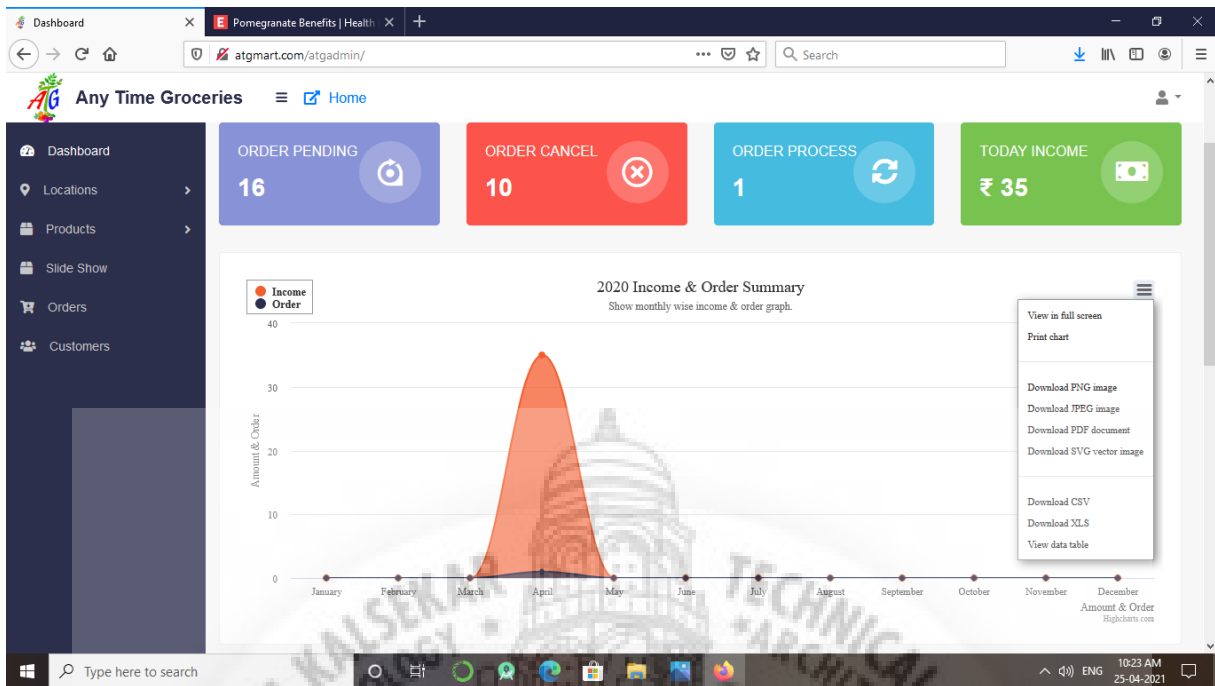 Dashboard
Pomegranate Benefits | Health
atgmart.com/atgadmin/
Search
ATG
Any Time Groceries
Home
Dashboard
Locations
Products
Slide Show
Orders
Customers
ORDER PENDING
16
ORDER CANCEL
10
ORDER PROCESS
1
TODAY INCOME
₹ 35
2020 Income & Order Summary
Show monthly wise income & order graph.
Income
Order
View in full screen
Print chart
Download PNG image
Download JPEG image
Download PDF document
Download SVG vector image
Download CSV
Download XLS
View data table
Amount & Order
40
30
20
10
0
January February March April May June July August September October November December
Amount & Order
Highcharts.com
KALSEKAR
TECHNICAL
Type here to search
ENG
10:23 AM
25-04-2021